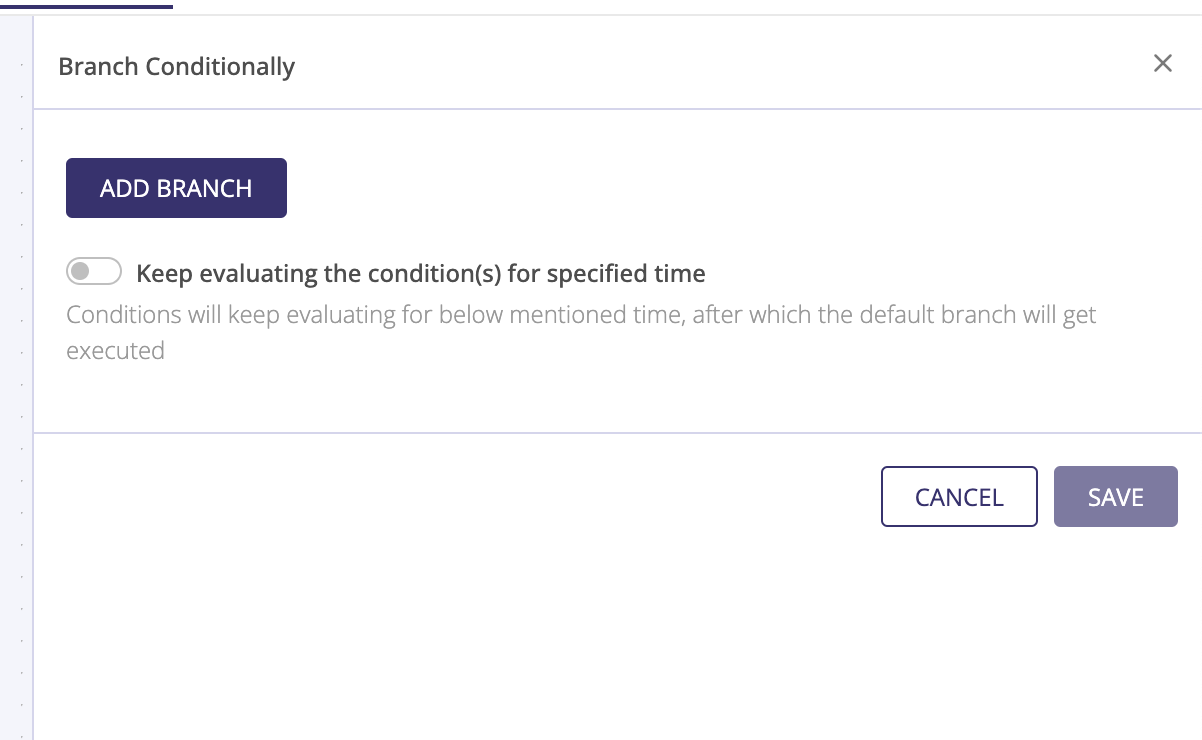 Branch Conditionally
ADD BRANCH
Keep evaluating the condition(s) for specified time
Conditions will keep evaluating for below mentioned time, after which the default branch will get
executed
CANCEL
SAVE